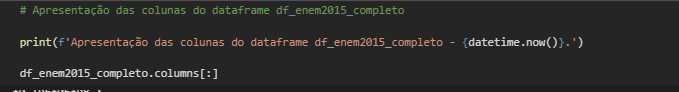 # Apresentação das colunas do dataframe df_enem2015_completo
print(f'Apresentação das colunas do dataframe df_enem2015_completo - {datetime.now()}.')
df_enem2015_completo.columns[:]